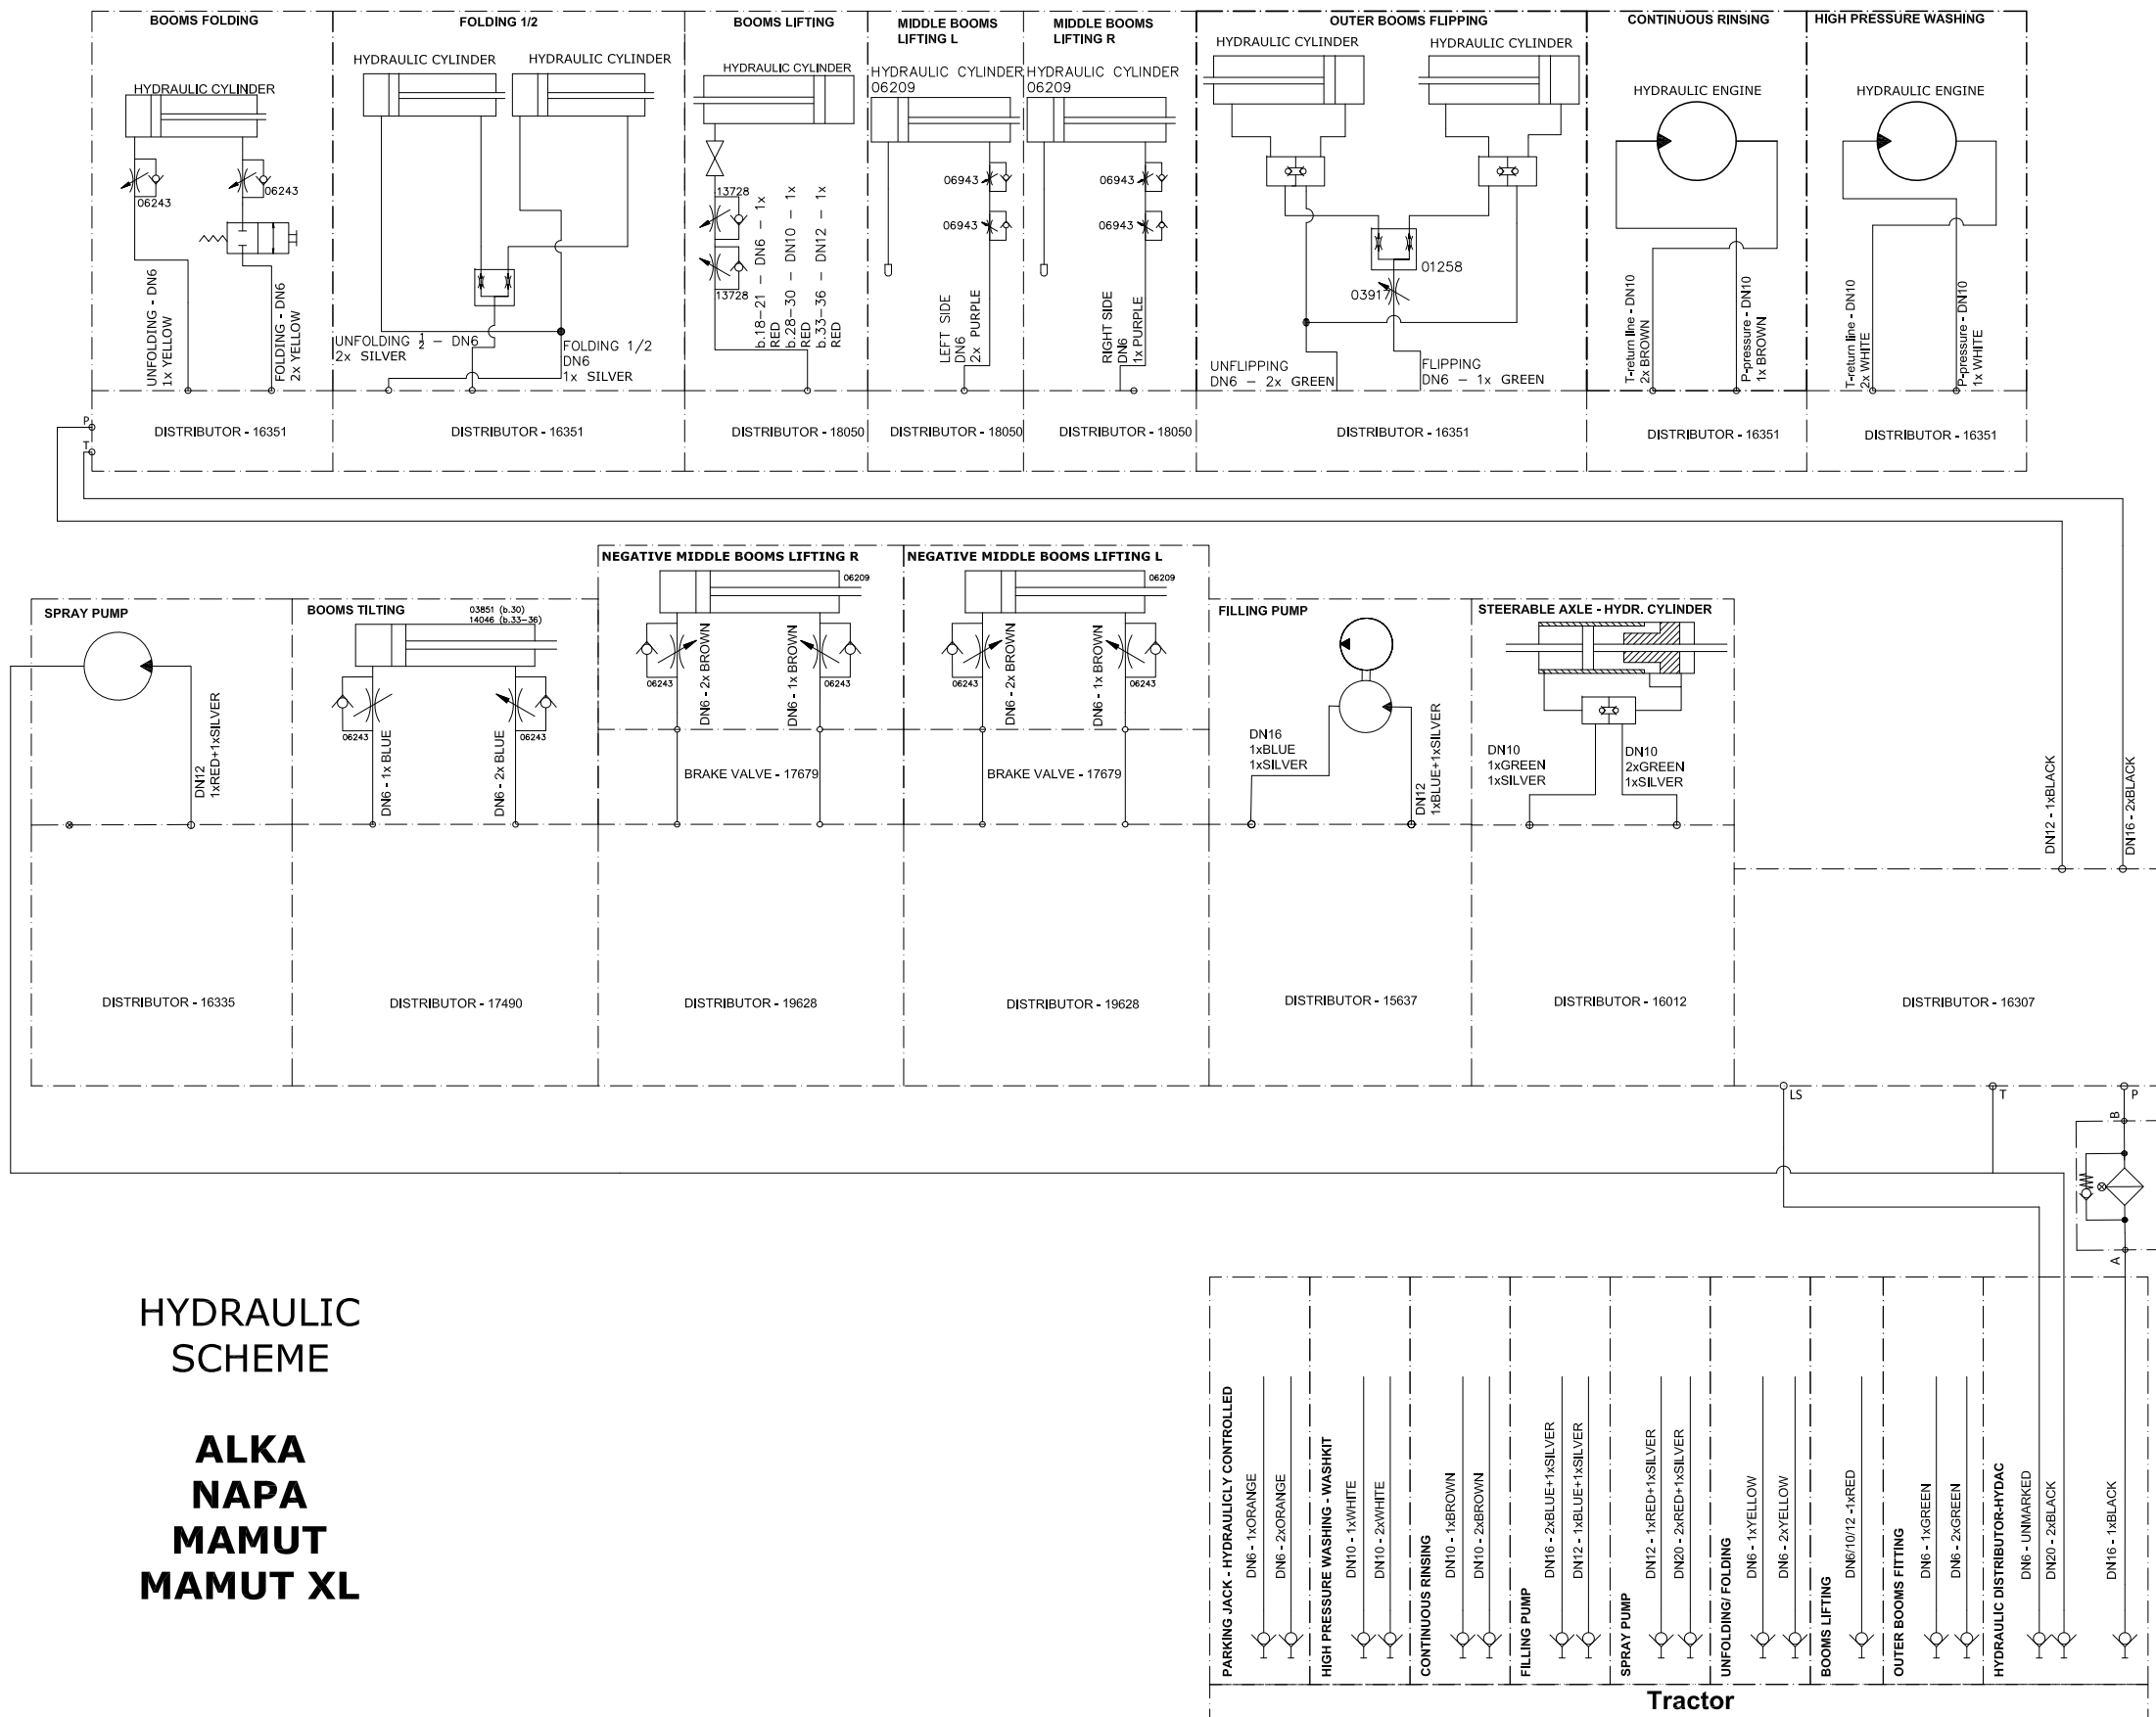 BOOMS FOLDING
HYDRAULIC CYLINDER
06243
06243
UNFOLDING - DN6
1x YELLOW
FOLDING - DN6
2x YELLOW
DISTRIBUTOR - 16351
P
T
FOLDING 1/2
HYDRAULIC CYLINDER
HYDRAULIC CYLINDER
UNFOLDING 1/2 - DN6
2x SILVER
FOLDING 1/2
DN6
1x SILVER
DISTRIBUTOR - 16351
BOOMS LIFTING
HYDRAULIC CYLINDER
13728
13728
b.18-21 - DN6 - 1x
RED
b.28-30 - DN10 - 1x
RED
b.33-36 - DN12 - 1x
RED
DISTRIBUTOR - 18050
MIDDLE BOOMS
LIFTING L
HYDRAULIC CYLINDER
06209
06943
06943
LEFT SIDE
DN6
2x PURPLE
DISTRIBUTOR - 18050
MIDDLE BOOMS
LIFTING R
HYDRAULIC CYLINDER
06209
06943
06943
RIGHT SIDE
DN6
1x PURPLE
DISTRIBUTOR - 18050
OUTER BOOMS FLIPPING
HYDRAULIC CYLINDER
HYDRAULIC CYLINDER
01258
03917
UNFLIPPING
DN6 - 2x GREEN
FLIPPING
DN6 - 1x GREEN
DISTRIBUTOR - 16351
CONTINUOUS RINSING
HYDRAULIC ENGINE
T-return line - DN10
2x BROWN
P-pressure - DN10
1x BROWN
DISTRIBUTOR - 16351
HIGH PRESSURE WASHING
HYDRAULIC ENGINE
T-return line - DN10
2x WHITE
P-pressure - DN10
1x WHITE
DISTRIBUTOR - 16351
SPRAY PUMP
DN12
1xRED+1xSILVER
DISTRIBUTOR - 16335
BOOMS TILTING
03851 (b.30)
14046 (b.33-36)
06243
06243
DN6 - 1x BLUE
DN6 - 2x BLUE
DISTRIBUTOR - 17490
NEGATIVE MIDDLE BOOMS LIFTING R
06209
06243
06243
DN6 - 2x BROWN
DN6 - 1x BROWN
BRAKE VALVE - 17679
DISTRIBUTOR - 19628
NEGATIVE MIDDLE BOOMS LIFTING L
06209
06243
06243
DN6 - 2x BROWN
DN6 - 1x BROWN
BRAKE VALVE - 17679
DISTRIBUTOR - 19628
FILLING PUMP
DN16
1xBLUE
1xSILVER
DN12
1xBLUE+1xSILVER
DISTRIBUTOR - 15637
STEERABLE AXLE - HYDR. CYLINDER
DN10
1xGREEN
1xSILVER
DN10
2xGREEN
1xSILVER
DISTRIBUTOR - 16012
DN12 - 1xBLACK
DN16 - 2xBLACK
DISTRIBUTOR - 16307
LS
T
P
B
A
HYDRAULIC
SCHEME
ALKA
NAPA
MAMUT
MAMUT XL
PARKING JACK - HYDRAULICLY CONTROLLED
DN6 - 1xORANGE
DN6 - 2xORANGE
HIGH PRESSURE WASHING - WASHKIT
DN10 - 1xWHITE
DN10 - 2xWHITE
CONTINUOUS RINSING
DN10 - 1xBROWN
DN10 - 2xBROWN
FILLING PUMP
DN16 - 2xBLUE+1xSILVER
DN12 - 1xBLUE+1xSILVER
SPRAY PUMP
DN12 - 1xRED+1xSILVER
DN20 - 2xRED+1xSILVER
UNFOLDING/ FOLDING
DN6 - 1xYELLOW
DN6 - 2xYELLOW
BOOMS LIFTING
DN6/10/12 -1xRED
OUTER BOOMS FITTING
DN6 - 1xGREEN
DN6 - 2xGREEN
HYDRAULIC DISTRIBUTOR-HYDAC
DN6 - UNMARKED
DN20 - 2xBLACK
DN16 - 1xBLACK
Tractor